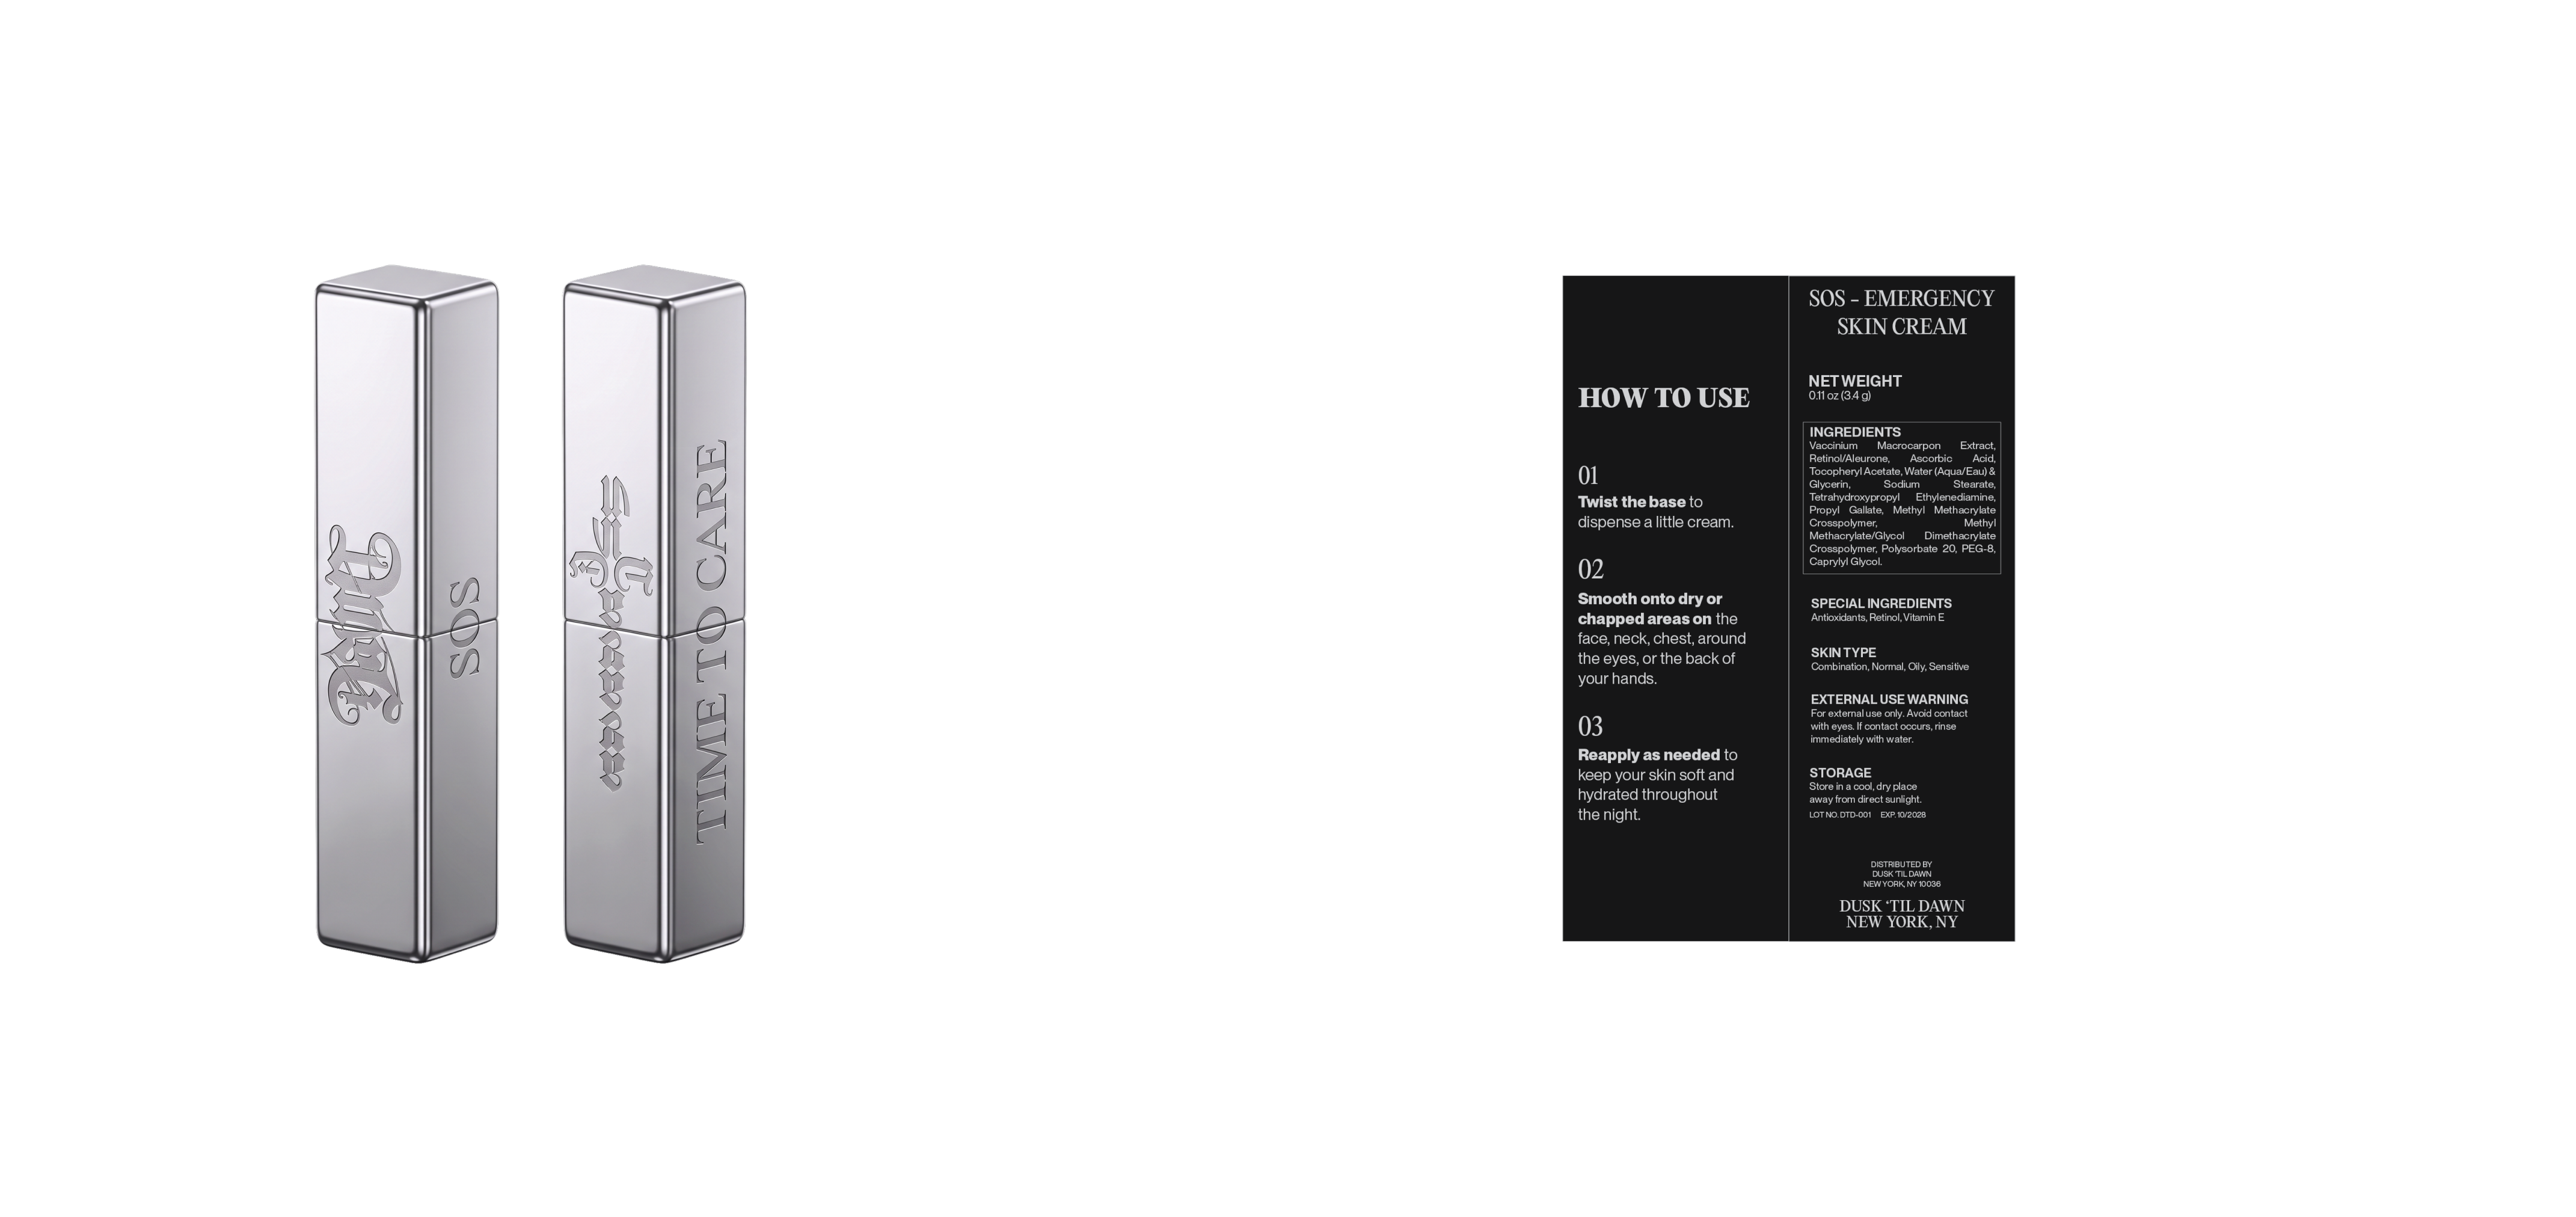 SOS
TIME TO CARE
HOW TO USE
01
Twist the base to
dispense a little cream.
02
Smooth onto dry or
chapped areas on the
face, neck, chest, around
the eyes, or the back of
your hands.
03
Reapply as needed to
keep your skin soft and
hydrated throughout
the night.
SOS - EMERGENCY
SKIN CREAM
NET WEIGHT
0.11 oz (3.4 g)
INGREDIENTS
Vaccinium Macrocarpon Extract,
Retinol/Aleurone, Ascorbic Acid,
Tocopheryl Acetate, Water (Aqua/Eau) &
Glycerin, Sodium Stearate,
Tetrahydroxypropyl Ethylenediamine,
Propyl Gallate, Methyl Methacrylate
Crosspolymer, Methyl
Methacrylate/Glycol Dimethacrylate
Crosspolymer, Polysorbate 20, PEG-8,
Caprylyl Glycol.
SPECIAL INGREDIENTS
Antioxidants, Retinol, Vitamin E
SKIN TYPE
Combination, Normal, Oily, Sensitive
EXTERNAL USE WARNING
For external use only. Avoid contact
with eyes. If contact occurs, rinse
immediately with water.
STORAGE
Store in a cool, dry place
away from direct sunlight.
LOT NO. DTD-001 EXP. 10/2028
DISTRIBUTED BY
DUSK 'TIL DAWN
NEW YORK, NY 10036
DUSK ‘TIL DAWN
NEW YORK, NY